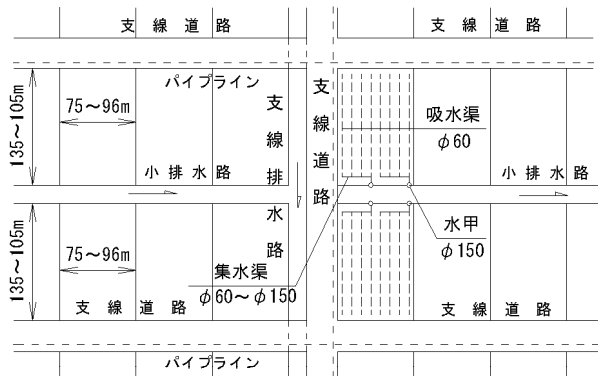 支線道路
支線道路
パイプライン
75～96m
135～105m
支線排水路
支線道路
吸水渠
φ60
小排水路
小排水路
水甲
φ150
135～105m
75～96m
集水渠
φ60～φ150
支線道路
支線道路
パイプライン